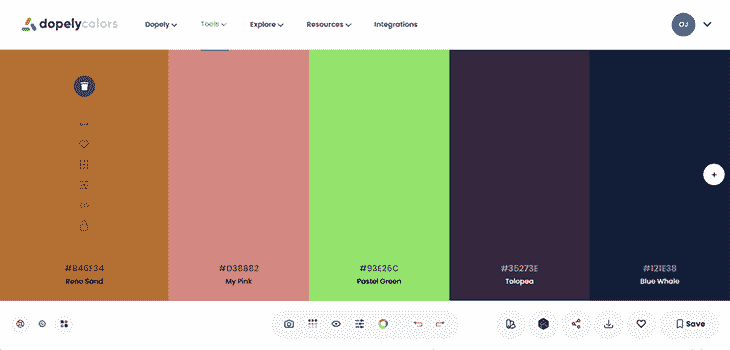 dopelycolors Dopely Tools Explore Resources Integrations OJ
#B46F34 #D38882 #93E26C #35273E #121E38
Reno Sand My Pink Pastel Green Tolopea Blue Whale
Save